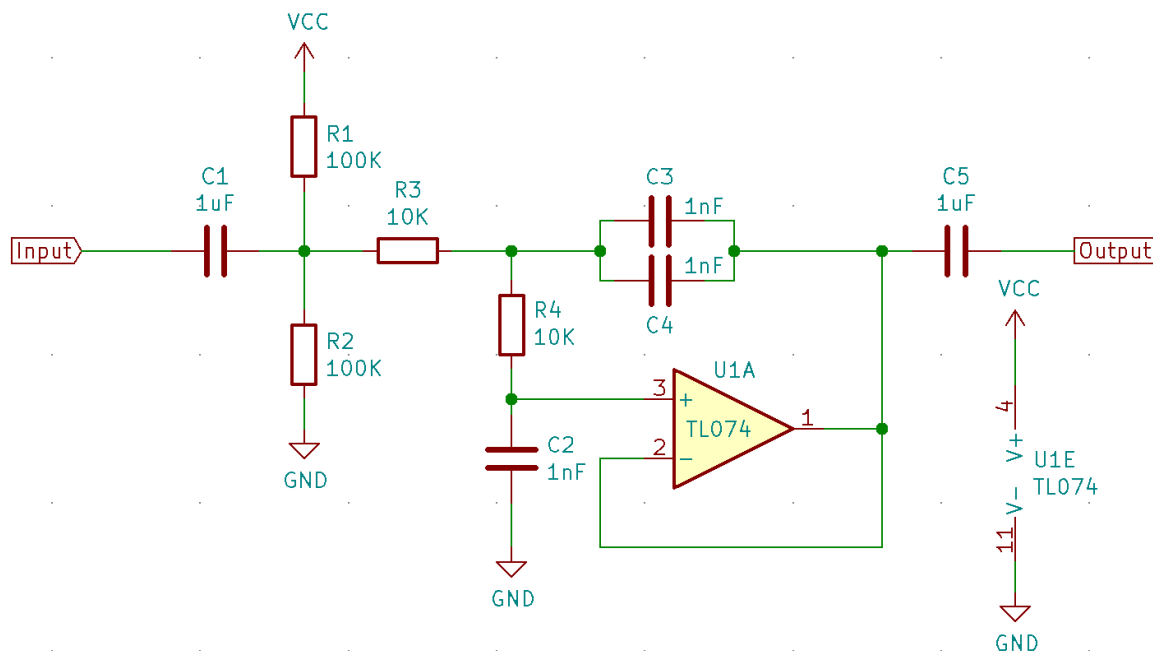 VCC
R1
100K
C1
1uF
R3
10K
C3
1nF
C5
1uF
Input
1nF
Output
C4
VCC
R4
10K
R2
100K
U1A
3
+
TL074
1
2
-
GND
C2
1nF
4
V+
U1E
TL074
V-
11
GND
GND